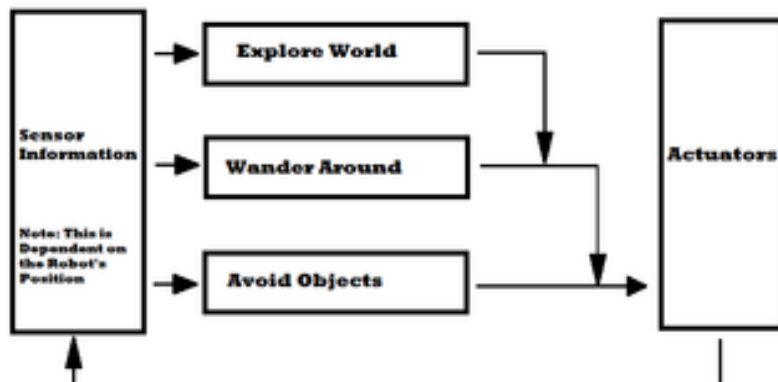 Explore World
Sensor
Information
Wander Around
Actuators
Note: This is
Dependent on
the Robot's
Position
Avoid Objects